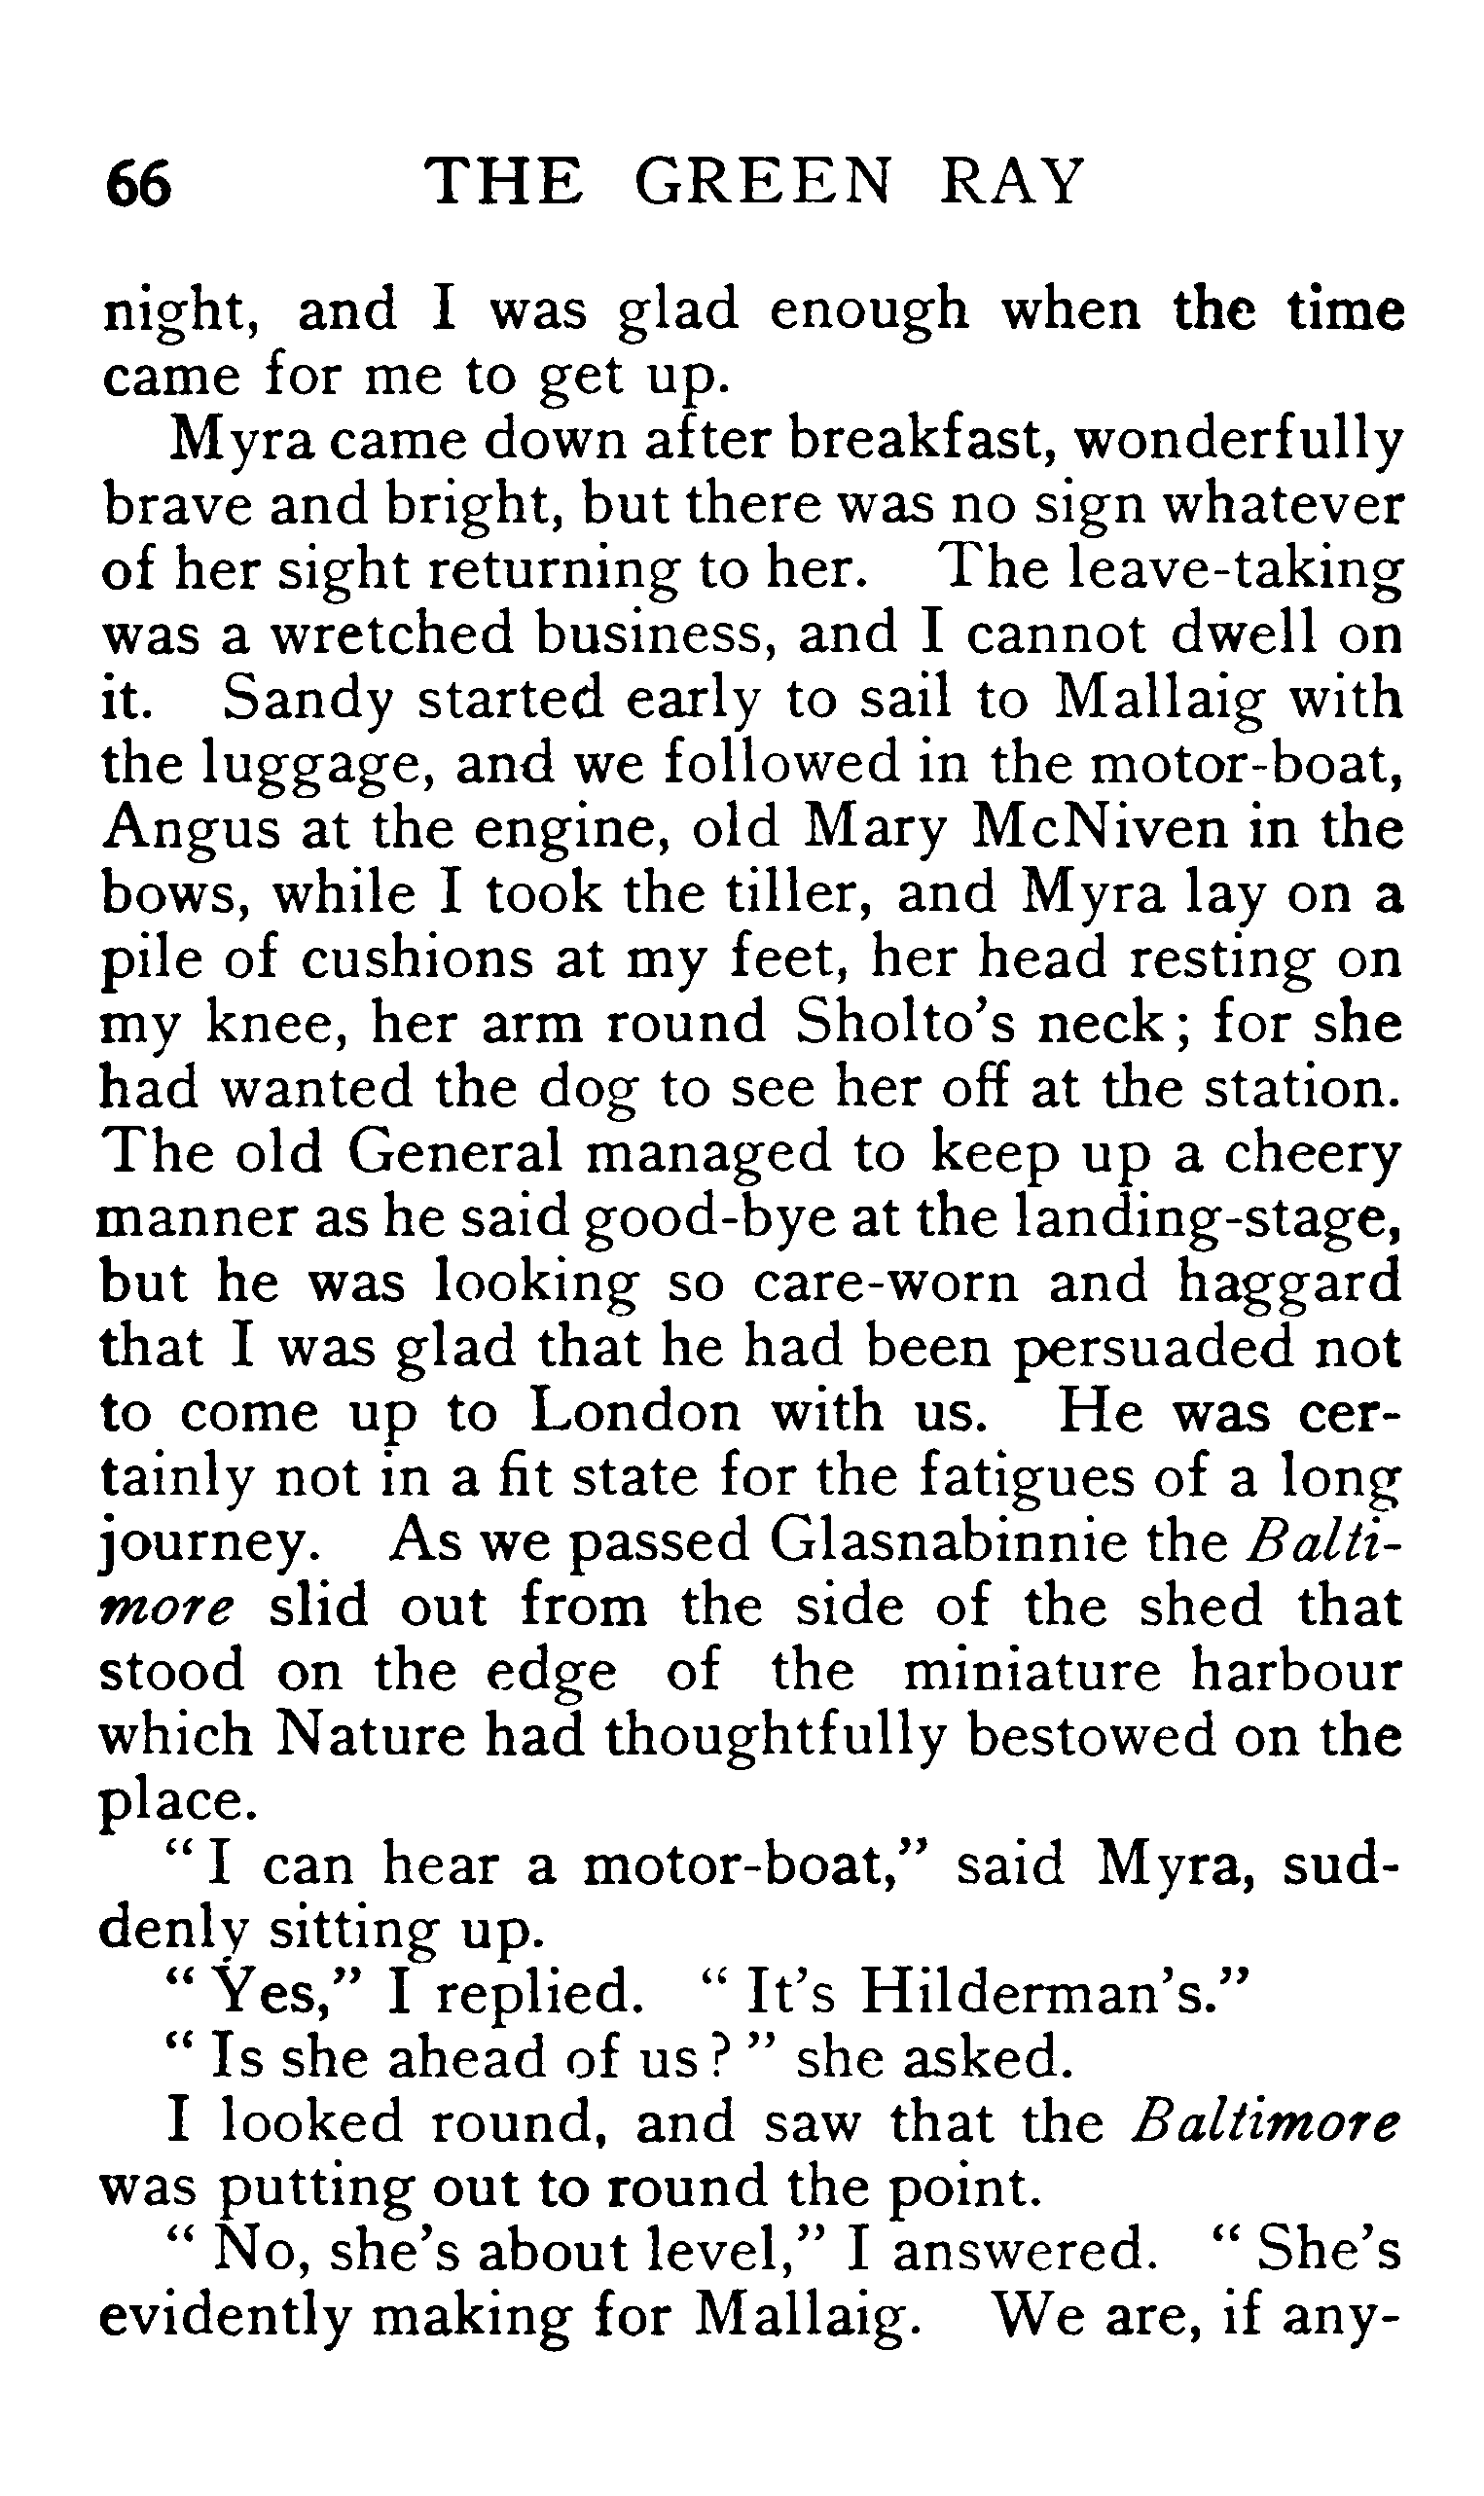 66 THE GREEN RAY
night, and I was glad enough when the time
came for me to get up.
Myra came down after breakfast, wonderfully
brave and bright, but there was no sign whatever
of her sight returning to her. The leave-taking
was a wretched business, and I cannot dwell on
it. Sandy started early to sail to Mallaig with
the luggage, and we followed in the motor-boat,
Angus at the engine, old Mary McNiven in the
bows, while I took the tiller, and Myra lay on a
pile of cushions at my feet, her head resting on
my knee, her arm round Sholto's neck; for she
had wanted the dog to see her off at the station.
The old General managed to keep up a cheery
manner as he said good-bye at the landing-stage,
but he was looking so care-worn and haggard
that I was glad that he had been persuaded not
to come up to London with us. He was cer-
tainly not in a fit state for the fatigues of a long
journey. As we passed Glasnabinnie the Balti-
more slid out from the side of the shed that
stood on the edge of the miniature harbour
which Nature had thoughtfully bestowed on the
place.
"I can hear a motor-boat," said Myra, sud-
denly sitting up.
"Yes," I replied. "It's Hilderman's."
"Is she ahead of us?" she asked.
I looked round, and saw that the Baltimore
was putting out to round the point.
"No, she's about level," I answered. "She's
evidently making for Mallaig. We are, if any-